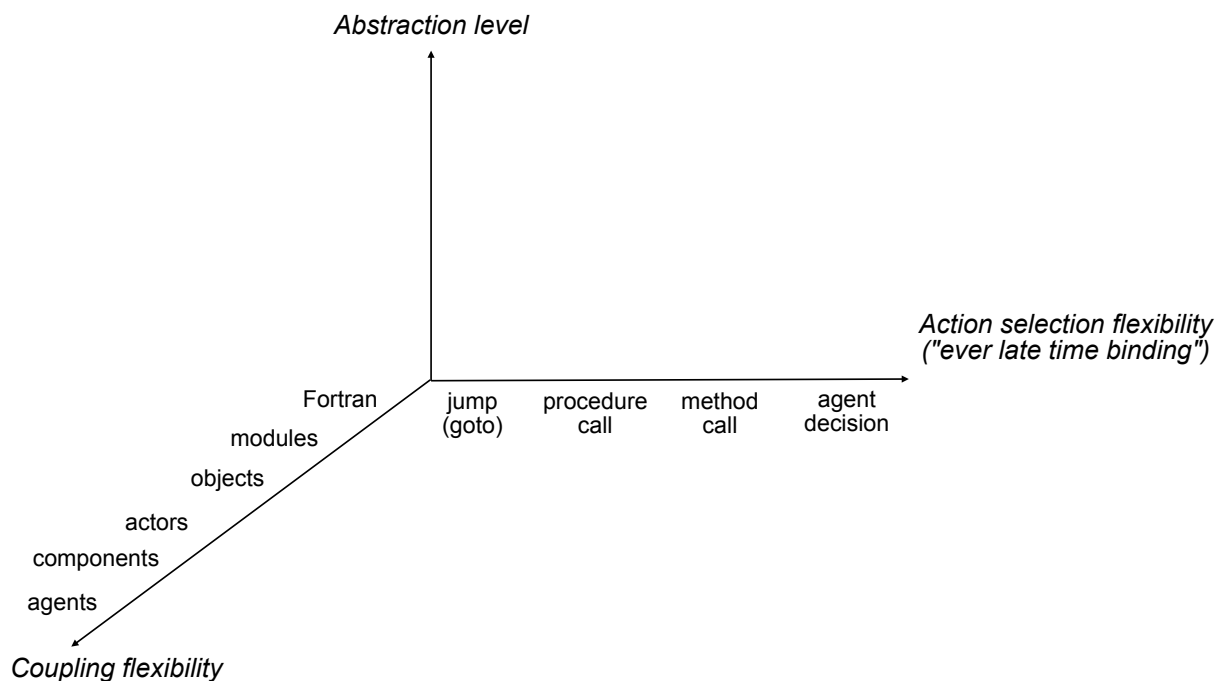 Abstraction level
Action selection flexibility
("ever late time binding")
Fortran
jump
(goto)
procedure
call
method
call
agent
decision
modules
objects
actors
components
agents
Coupling flexibility